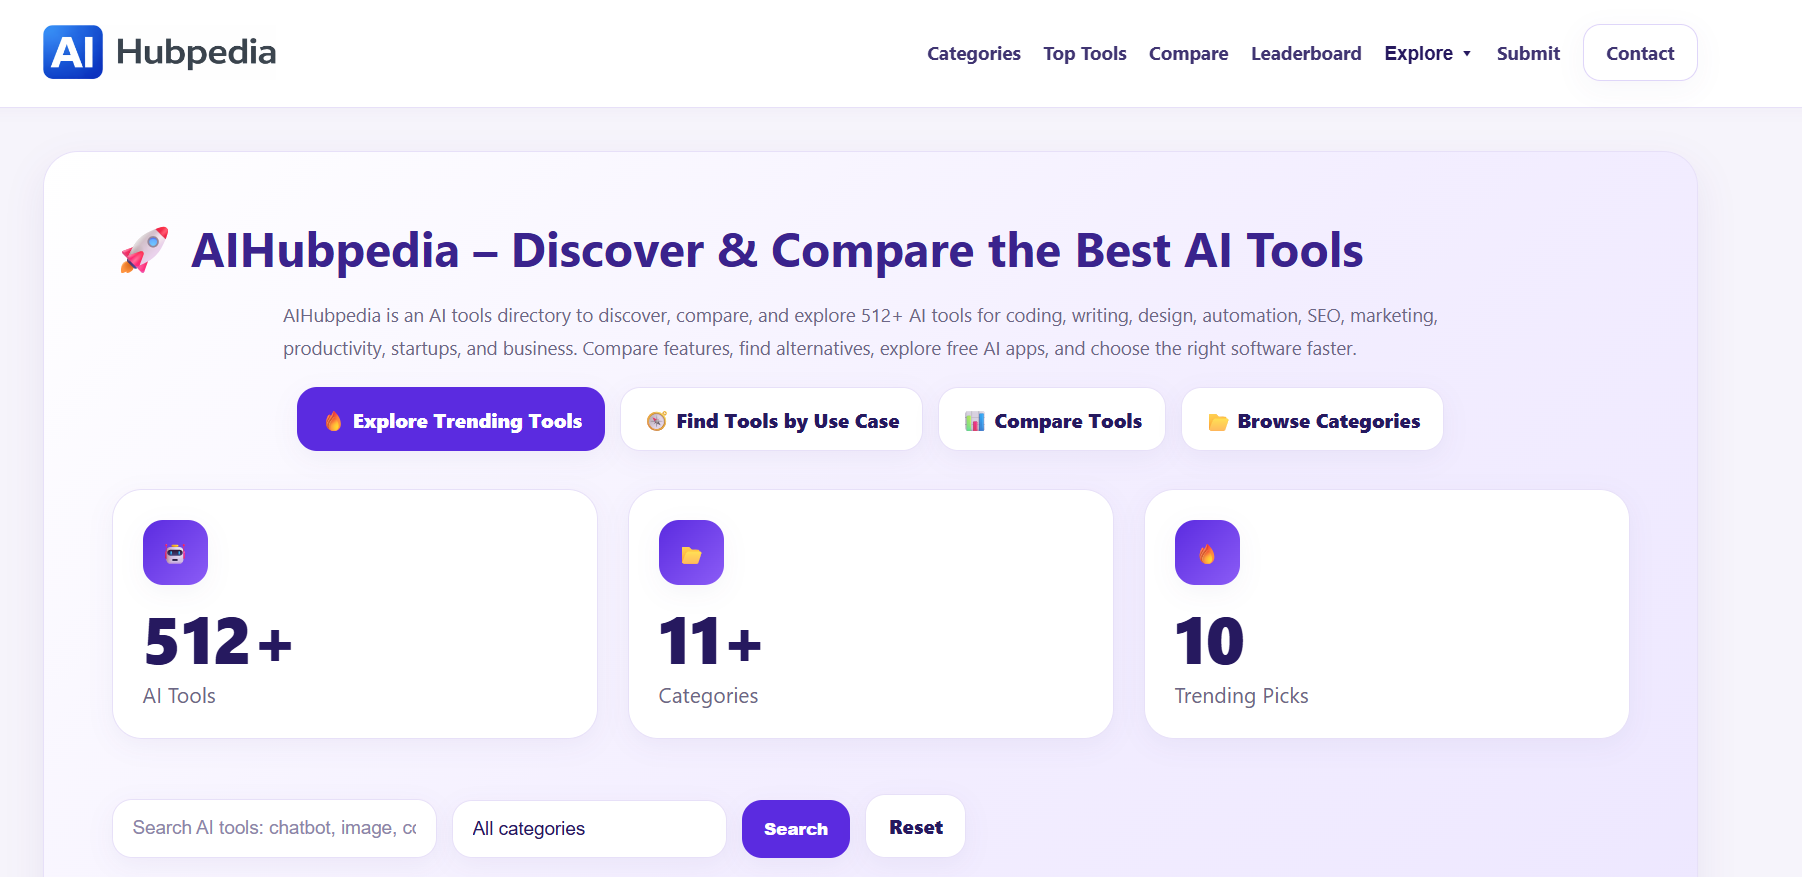 AI Hubpedia
Categories Top Tools Compare Leaderboard Explore Submit Contact
AIHubpedia – Discover & Compare the Best AI Tools
AIHubpedia is an AI tools directory to discover, compare, and explore 512+ AI tools for coding, writing, design, automation, SEO, marketing,
productivity, startups, and business. Compare features, find alternatives, explore free AI apps, and choose the right software faster.
Explore Trending Tools Find Tools by Use Case Compare Tools Browse Categories
512+
AI Tools
11+
Categories
10
Trending Picks
Search AI tools: chatbot, image, co All categories Search Reset